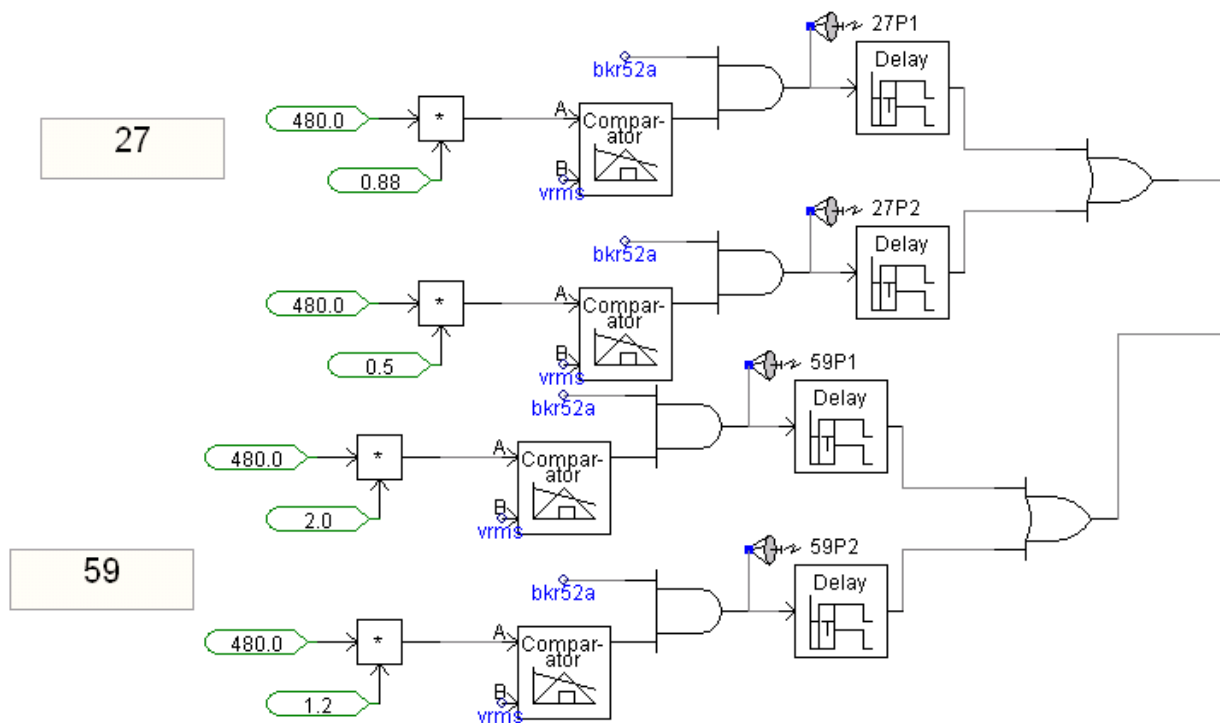 27
480.0
*
0.88
bkr52a
A
Compar-
ator
B
vrms
27P1
Delay
T
480.0
*
0.5
bkr52a
A
Compar-
ator
B
vrms
27P2
Delay
T
59
480.0
*
2.0
bkr52a
A
Compar-
ator
B
vrms
59P1
Delay
T
480.0
*
1.2
bkr52a
A
Compar-
ator
B
vrms
59P2
Delay
T